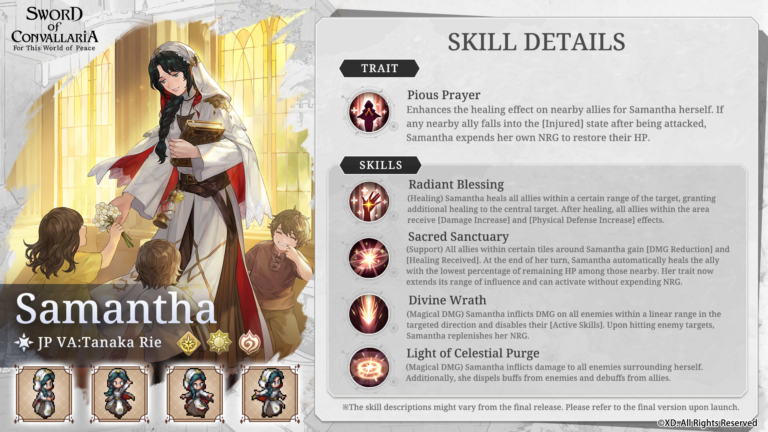 SWORD
of
CONVALLARIA
For This World of Peace
Samantha
JP VA:Tanaka Rie
SKILL DETAILS
TRAIT
Pious Prayer
Enhances the healing effect on nearby allies for Samantha herself. If
any nearby ally falls into the [Injured] state after being attacked,
Samantha expends her own NRG to restore their HP.
SKILLS
Radiant Blessing
(Healing) Samantha heals all allies within a certain range of the target, granting
additional healing to the central target. After healing, all allies within the area
receive [Damage Increase] and [Physical Defense Increase] effects.
Sacred Sanctuary
(Support) All allies within certain tiles around Samantha gain [DMG Reduction] and
[Healing Received]. At the end of her turn, Samantha automatically heals the ally
with the lowest percentage of remaining HP among those nearby. Her trait now
extends its range of influence and can activate without expending NRG.
Divine Wrath
(Magical DMG) Samantha inflicts DMG on all enemies within a linear range in the
targeted direction and disables their [Active Skills]. Upon hitting enemy targets,
Samantha replenishes her NRG.
Light of Celestial Purge
(Magical DMG) Samantha inflicts damage to all enemies surrounding herself.
Additionally, she dispels buffs from enemies and debuffs from allies.
※The skill descriptions might vary from the final release. Please refer to the final version upon launch.
©XD. All Rights Reserved